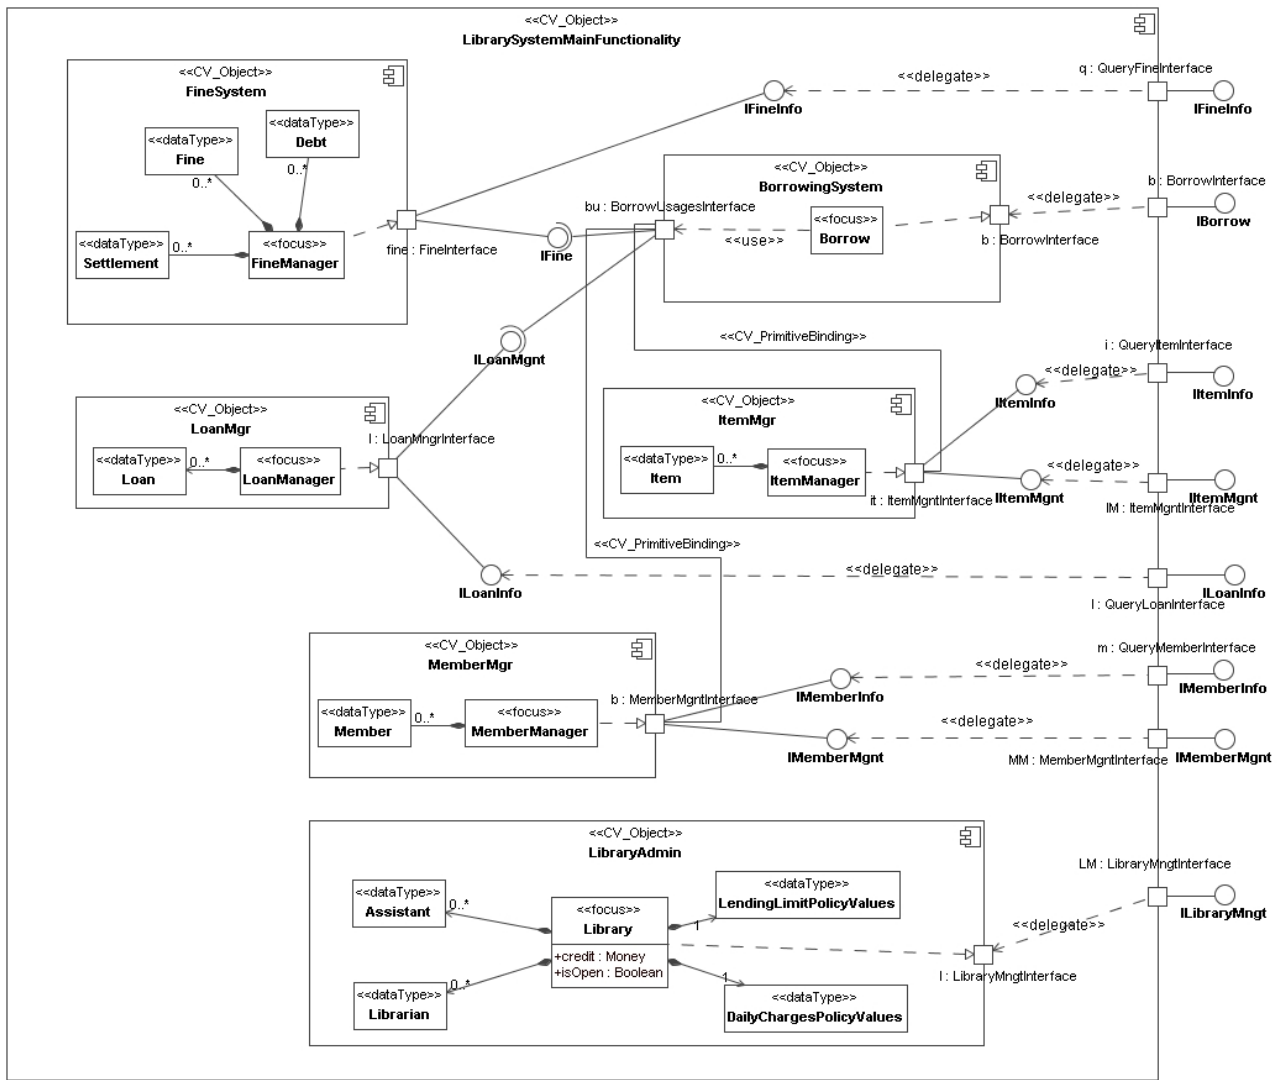 <<CV_Object>>
LibrarySystemMainFunctionality
<<CV_Object>>
FineSystem
<<dataType>>
Fine
0..*
<<dataType>>
Debt
0..*
<<dataType>>
Settlement
0..*
<<focus>>
FineManager
fine : FineInterface
IFineInfo
<<delegate>>
q : QueryFineInterface
IFineInfo
<<CV_Object>>
BorrowingSystem
bu : BorrowUsagesInterface
<<focus>>
Borrow
<<use>>
b : BorrowInterface
<<delegate>>
b : BorrowInterface
IBorrow
IFine
ILoanMgnt
<<CV_PrimitiveBinding>>
<<CV_Object>>
LoanMgr
l : LoanMngrInterface
<<dataType>>
Loan
0..*
<<focus>>
LoanManager
<<CV_Object>>
ItemMgr
<<dataType>>
Item
0..*
<<focus>>
ItemManager
it : ItemMgntInterface
i : QueryItemInterface
<<delegate>>
IItemInfo
IItemInfo
<<delegate>>
IItemMgnt
IM : ItemMgntInterface
IItemMgnt
<<CV_PrimitiveBinding>>
<<delegate>>
ILoanInfo
l : QueryLoanInterface
ILoanInfo
<<CV_Object>>
MemberMgr
b : MemberMgntInterface
<<dataType>>
Member
0..*
<<focus>>
MemberManager
m : QueryMemberInterface
<<delegate>>
IMemberInfo
IMemberInfo
<<delegate>>
IMemberMgnt
MM : MemberMgntInterface
IMemberMgnt
<<CV_Object>>
LibraryAdmin
<<dataType>>
Assistant
0..*
<<focus>>
Library
+credit : Money
+isOpen : Boolean
<<dataType>>
LendingLimitPolicyValues
1
<<dataType>>
Librarian
0..*
1
<<dataType>>
DailyChargesPolicyValues
l : LibraryMngtInterface
<<delegate>>
LM : LibraryMngtInterface
ILibraryMngt